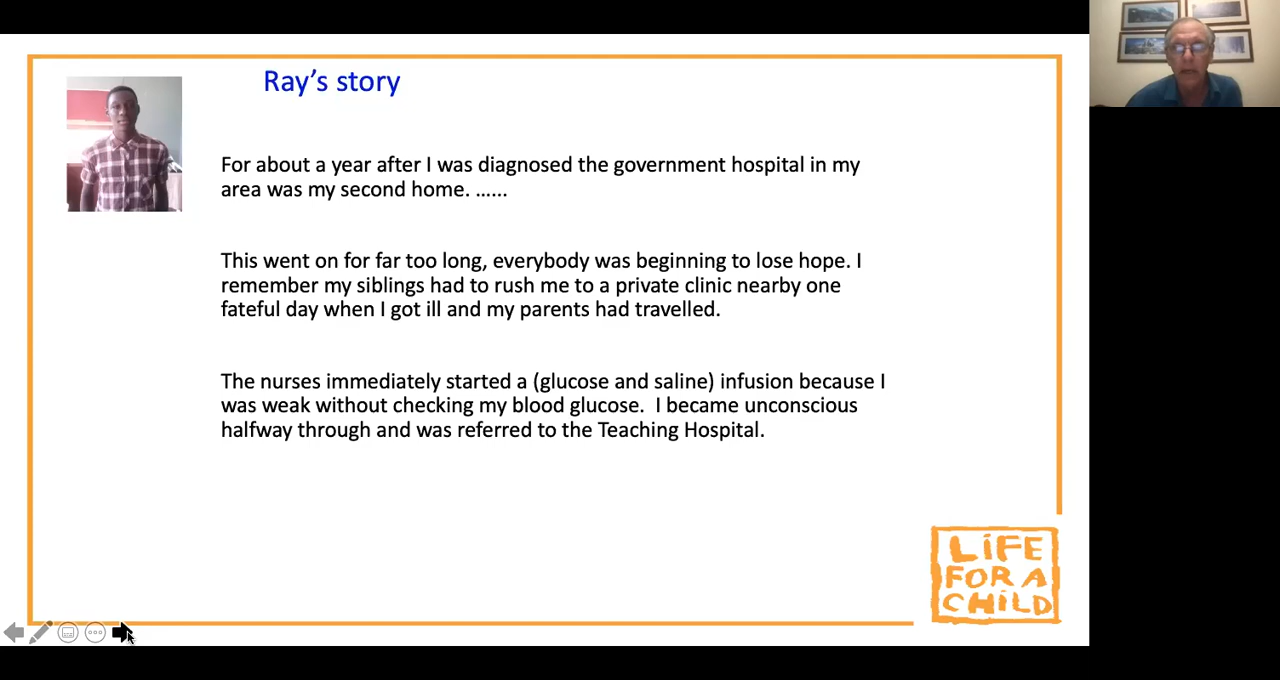 Ray’s story
For about a year after I was diagnosed the government hospital in my
area was my second home. ......
This went on for far too long, everybody was beginning to lose hope. I
remember my siblings had to rush me to a private clinic nearby one
fateful day when I got ill and my parents had travelled.
The nurses immediately started a (glucose and saline) infusion because I
was weak without checking my blood glucose.  I became unconscious
halfway through and was referred to the Teaching Hospital.
LiFE
FOR A
CHiLD